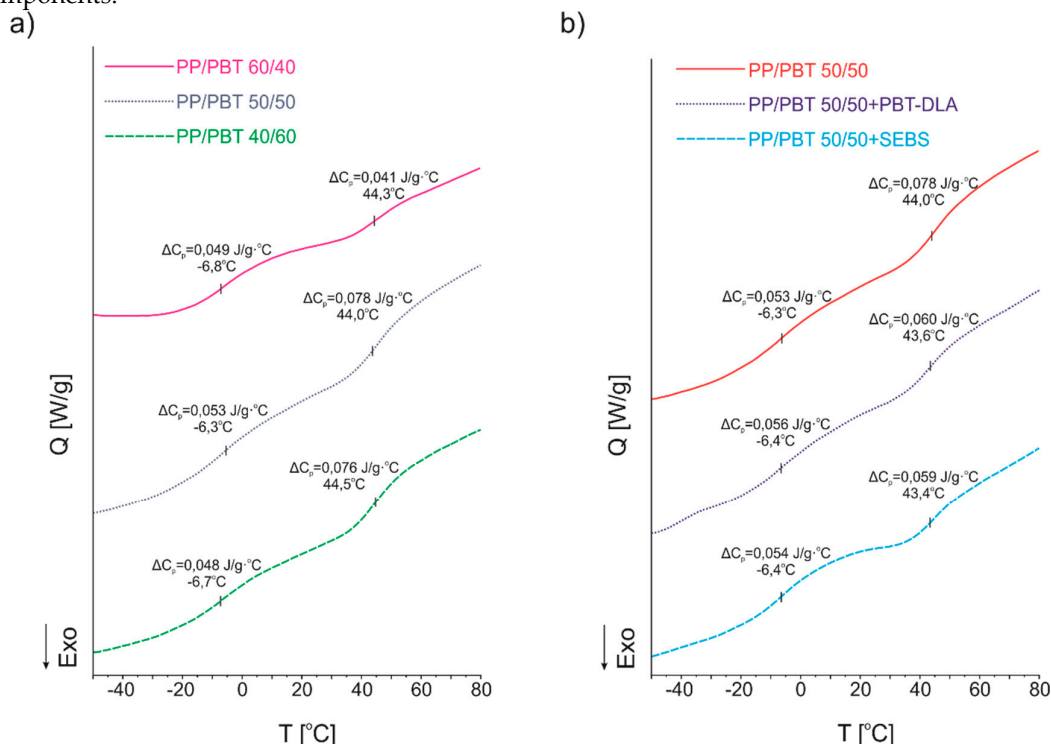 mponents.
a)
PP/PBT 60/40
PP/PBT 50/50
PP/PBT 40/60
ΔCp=0,041 J/g·°C
44,3°C
ΔCp=0,049 J/g·°C
-6,8°C
ΔCp=0,078 J/g·°C
44,0°C
ΔCp=0,053 J/g·°C
-6,3°C
ΔCp=0,076 J/g·°C
44,5°C
ΔCp=0,048 J/g·°C
-6,7°C
Q [W/g]
Exo
-40 -20 0 20 40 60 80
T [°C]
b)
PP/PBT 50/50
PP/PBT 50/50+PBT-DLA
PP/PBT 50/50+SEBS
ΔCp=0,078 J/g·°C
44,0°C
ΔCp=0,053 J/g·°C
-6,3°C
ΔCp=0,060 J/g·°C
43,6°C
ΔCp=0,056 J/g·°C
-6,4°C
ΔCp=0,059 J/g·°C
43,4°C
ΔCp=0,054 J/g·°C
-6,4°C
Q [W/g]
Exo
-40 -20 0 20 40 60 80
T [°C]